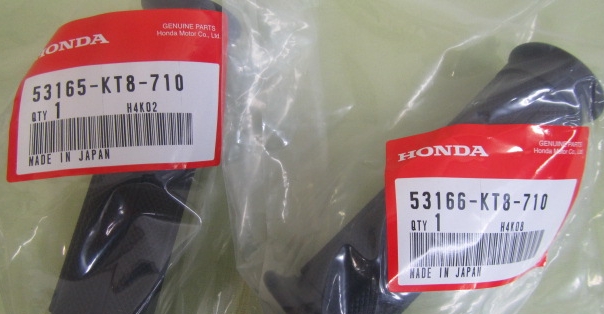 HONDA
GENUINE PARTS
Honda Motor Co., Ltd.
53165-KT8-710
QTY 1 H4K02
MADE IN JAPAN
HONDA
GENUINE PARTS
Honda Motor Co., Ltd.
53166-KT8-710
QTY 1 H4K08
MADE IN JAPAN